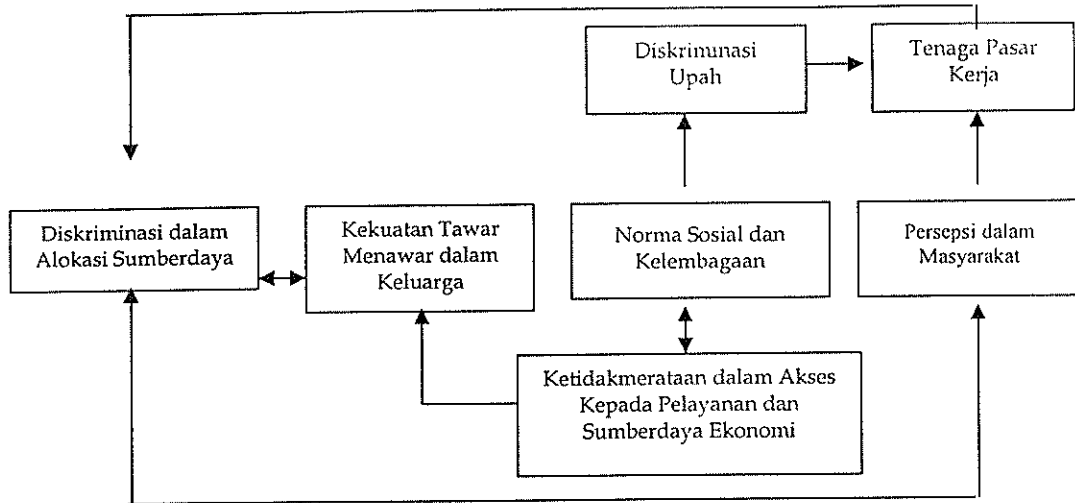 Diskriminasi
Upah
Tenaga Pasar
Kerja
Diskriminasi dalam
Alokasi Sumberdaya
Kekuatan Tawar
Menawar dalam
Keluarga
Norma Sosial dan
Kelembagaan
Persepsi dalam
Masyarakat
Ketidakmerataan dalam Akses
Kepada Pelayanan dan
Sumberdaya Ekonomi